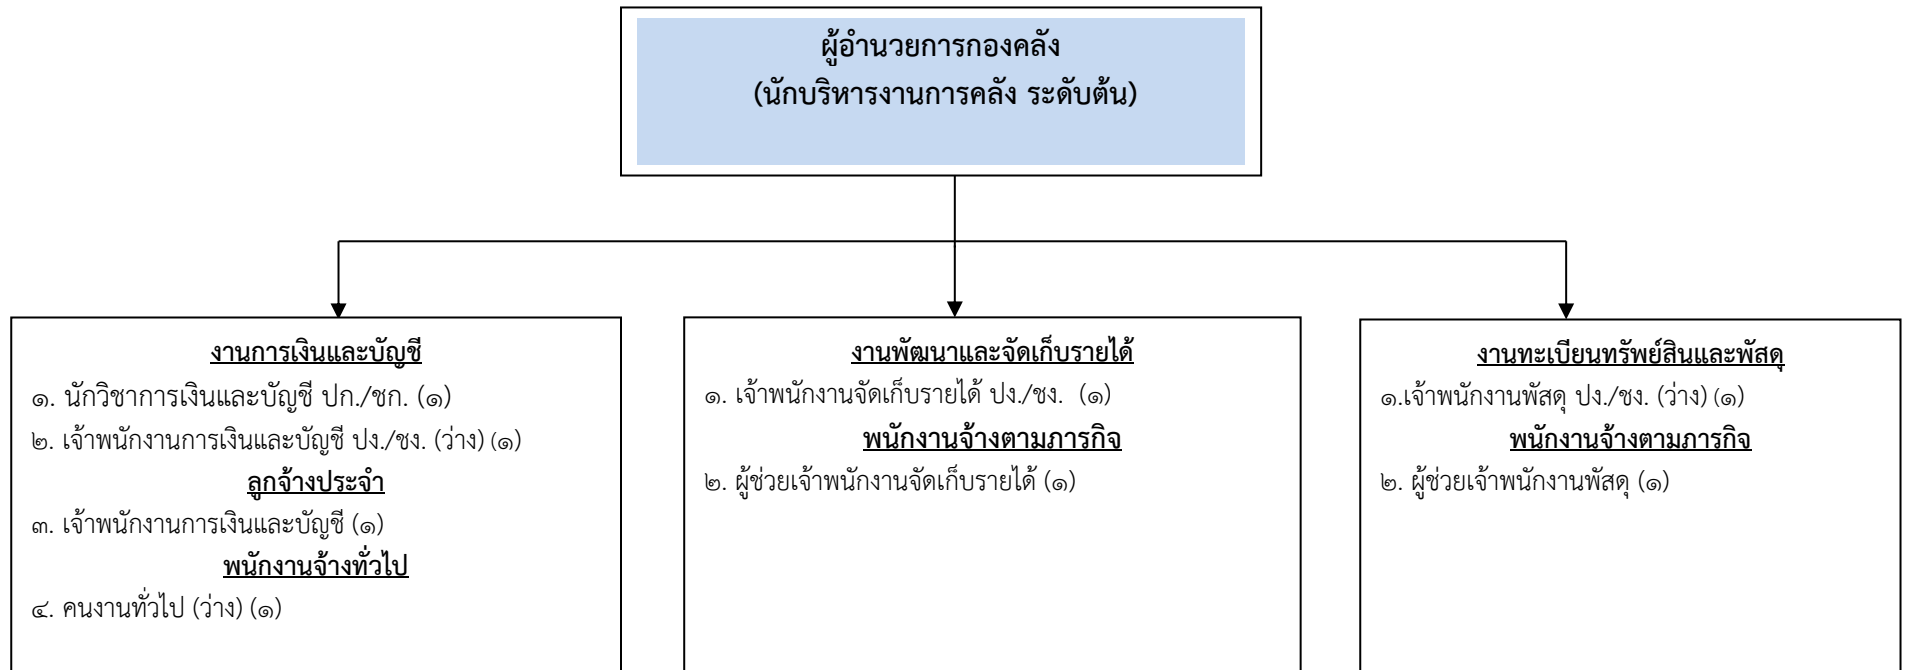 ผู้อำนวยการกองคลัง
(นักบริหารงานการคลัง ระดับต้น)
งานการเงินและบัญชี
๑. นักวิชาการเงินและบัญชี ปก./ชก. (๑)
๒. เจ้าพนักงานการเงินและบัญชี ปง./ชง. (ว่าง) (๑)
ลูกจ้างประจำ
๓. เจ้าพนักงานการเงินและบัญชี (๑)
พนักงานจ้างทั่วไป
๔. คนงานทั่วไป (ว่าง) (๑)
งานพัฒนาและจัดเก็บรายได้
๑. เจ้าพนักงานจัดเก็บรายได้ ปง./ชง. (๑)
พนักงานจ้างตามภารกิจ
๒. ผู้ช่วยเจ้าพนักงานจัดเก็บรายได้ (๑)
งานทะเบียนทรัพย์สินและพัสดุ
๑.เจ้าพนักงานพัสดุ ปง./ชง. (ว่าง) (๑)
พนักงานจ้างตามภารกิจ
๒. ผู้ช่วยเจ้าพนักงานพัสดุ (๑)